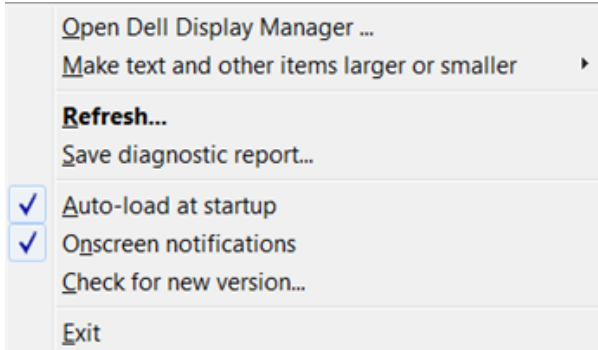 Open Dell Display Manager ...
Make text and other items larger or smaller
Refresh...
Save diagnostic report...
Auto-load at startup
Onscreen notifications
Check for new version...
Exit